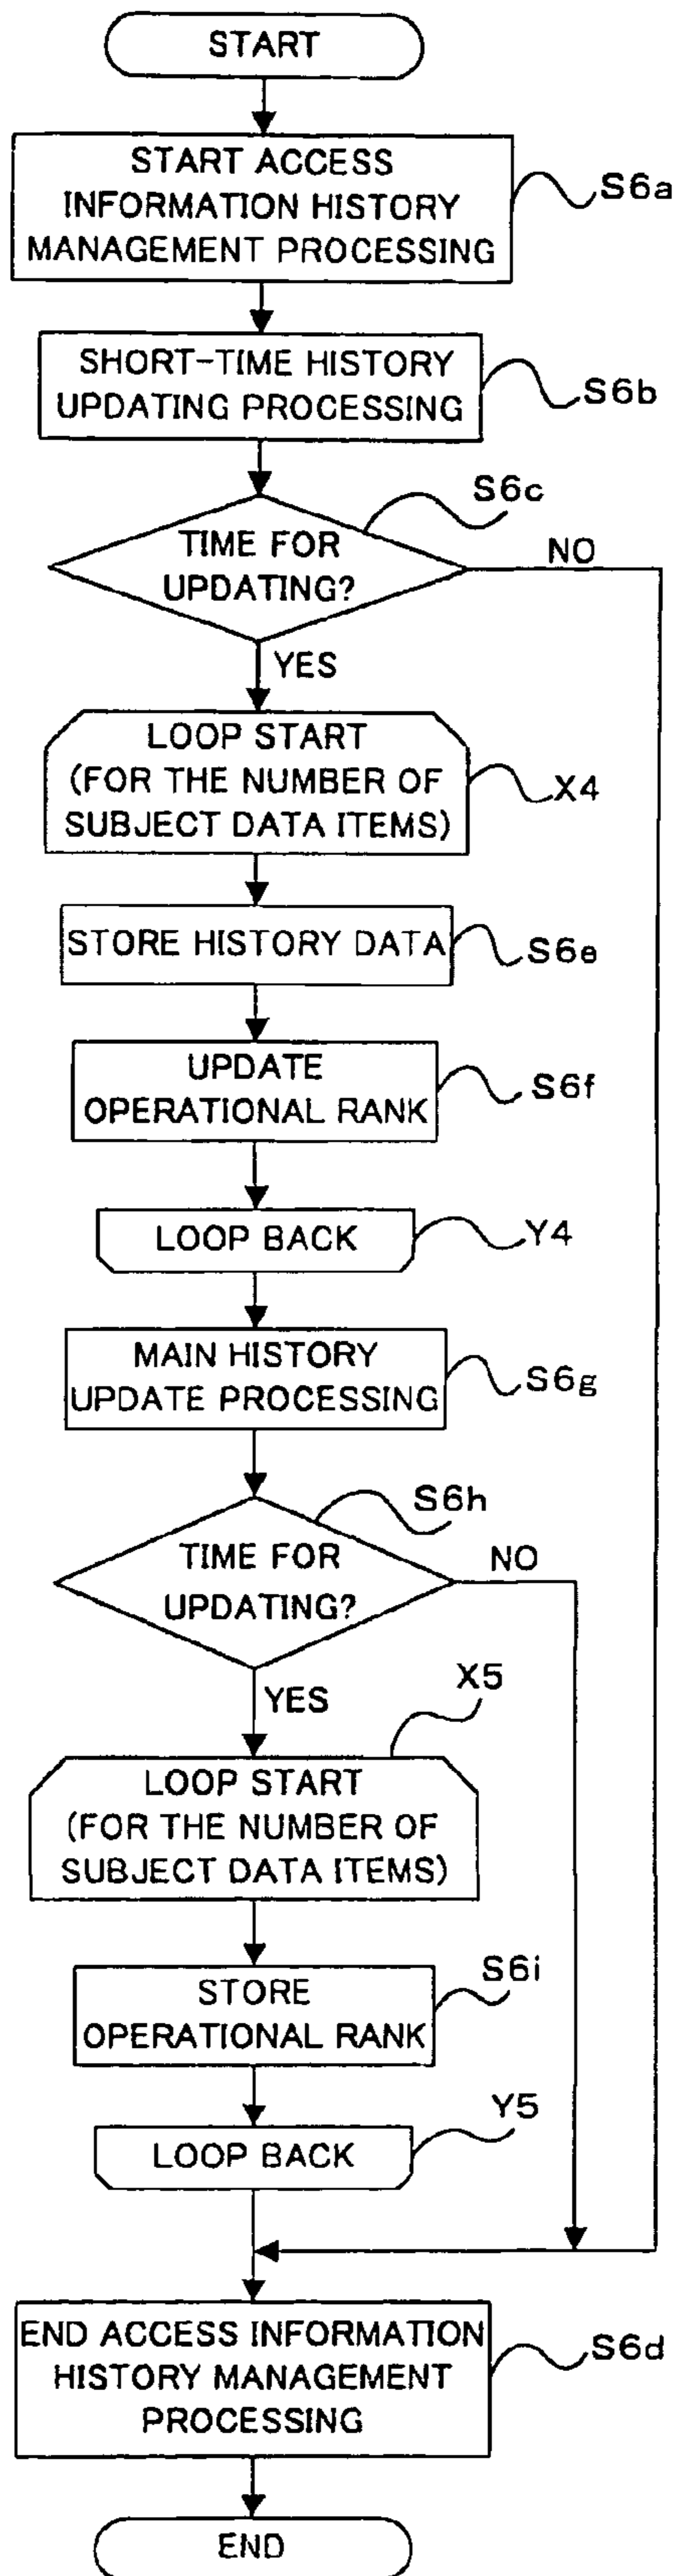 START
START ACCESS
INFORMATION HISTORY
MANAGEMENT PROCESSING
S6a
SHORT-TIME HISTORY
UPDATING PROCESSING
S6b
S6c
TIME FOR
UPDATING?
NO
YES
LOOP START
(FOR THE NUMBER OF
SUBJECT DATA ITEMS)
X4
STORE HISTORY DATA
S6e
UPDATE
OPERATIONAL RANK
S6f
LOOP BACK
Y4
MAIN HISTORY
UPDATE PROCESSING
S6g
S6h
TIME FOR
UPDATING?
NO
YES
X5
LOOP START
(FOR THE NUMBER OF
SUBJECT DATA ITEMS)
S6i
STORE
OPERATIONAL RANK
Y5
LOOP BACK
END ACCESS INFORMATION
HISTORY MANAGEMENT
PROCESSING
S6d
END